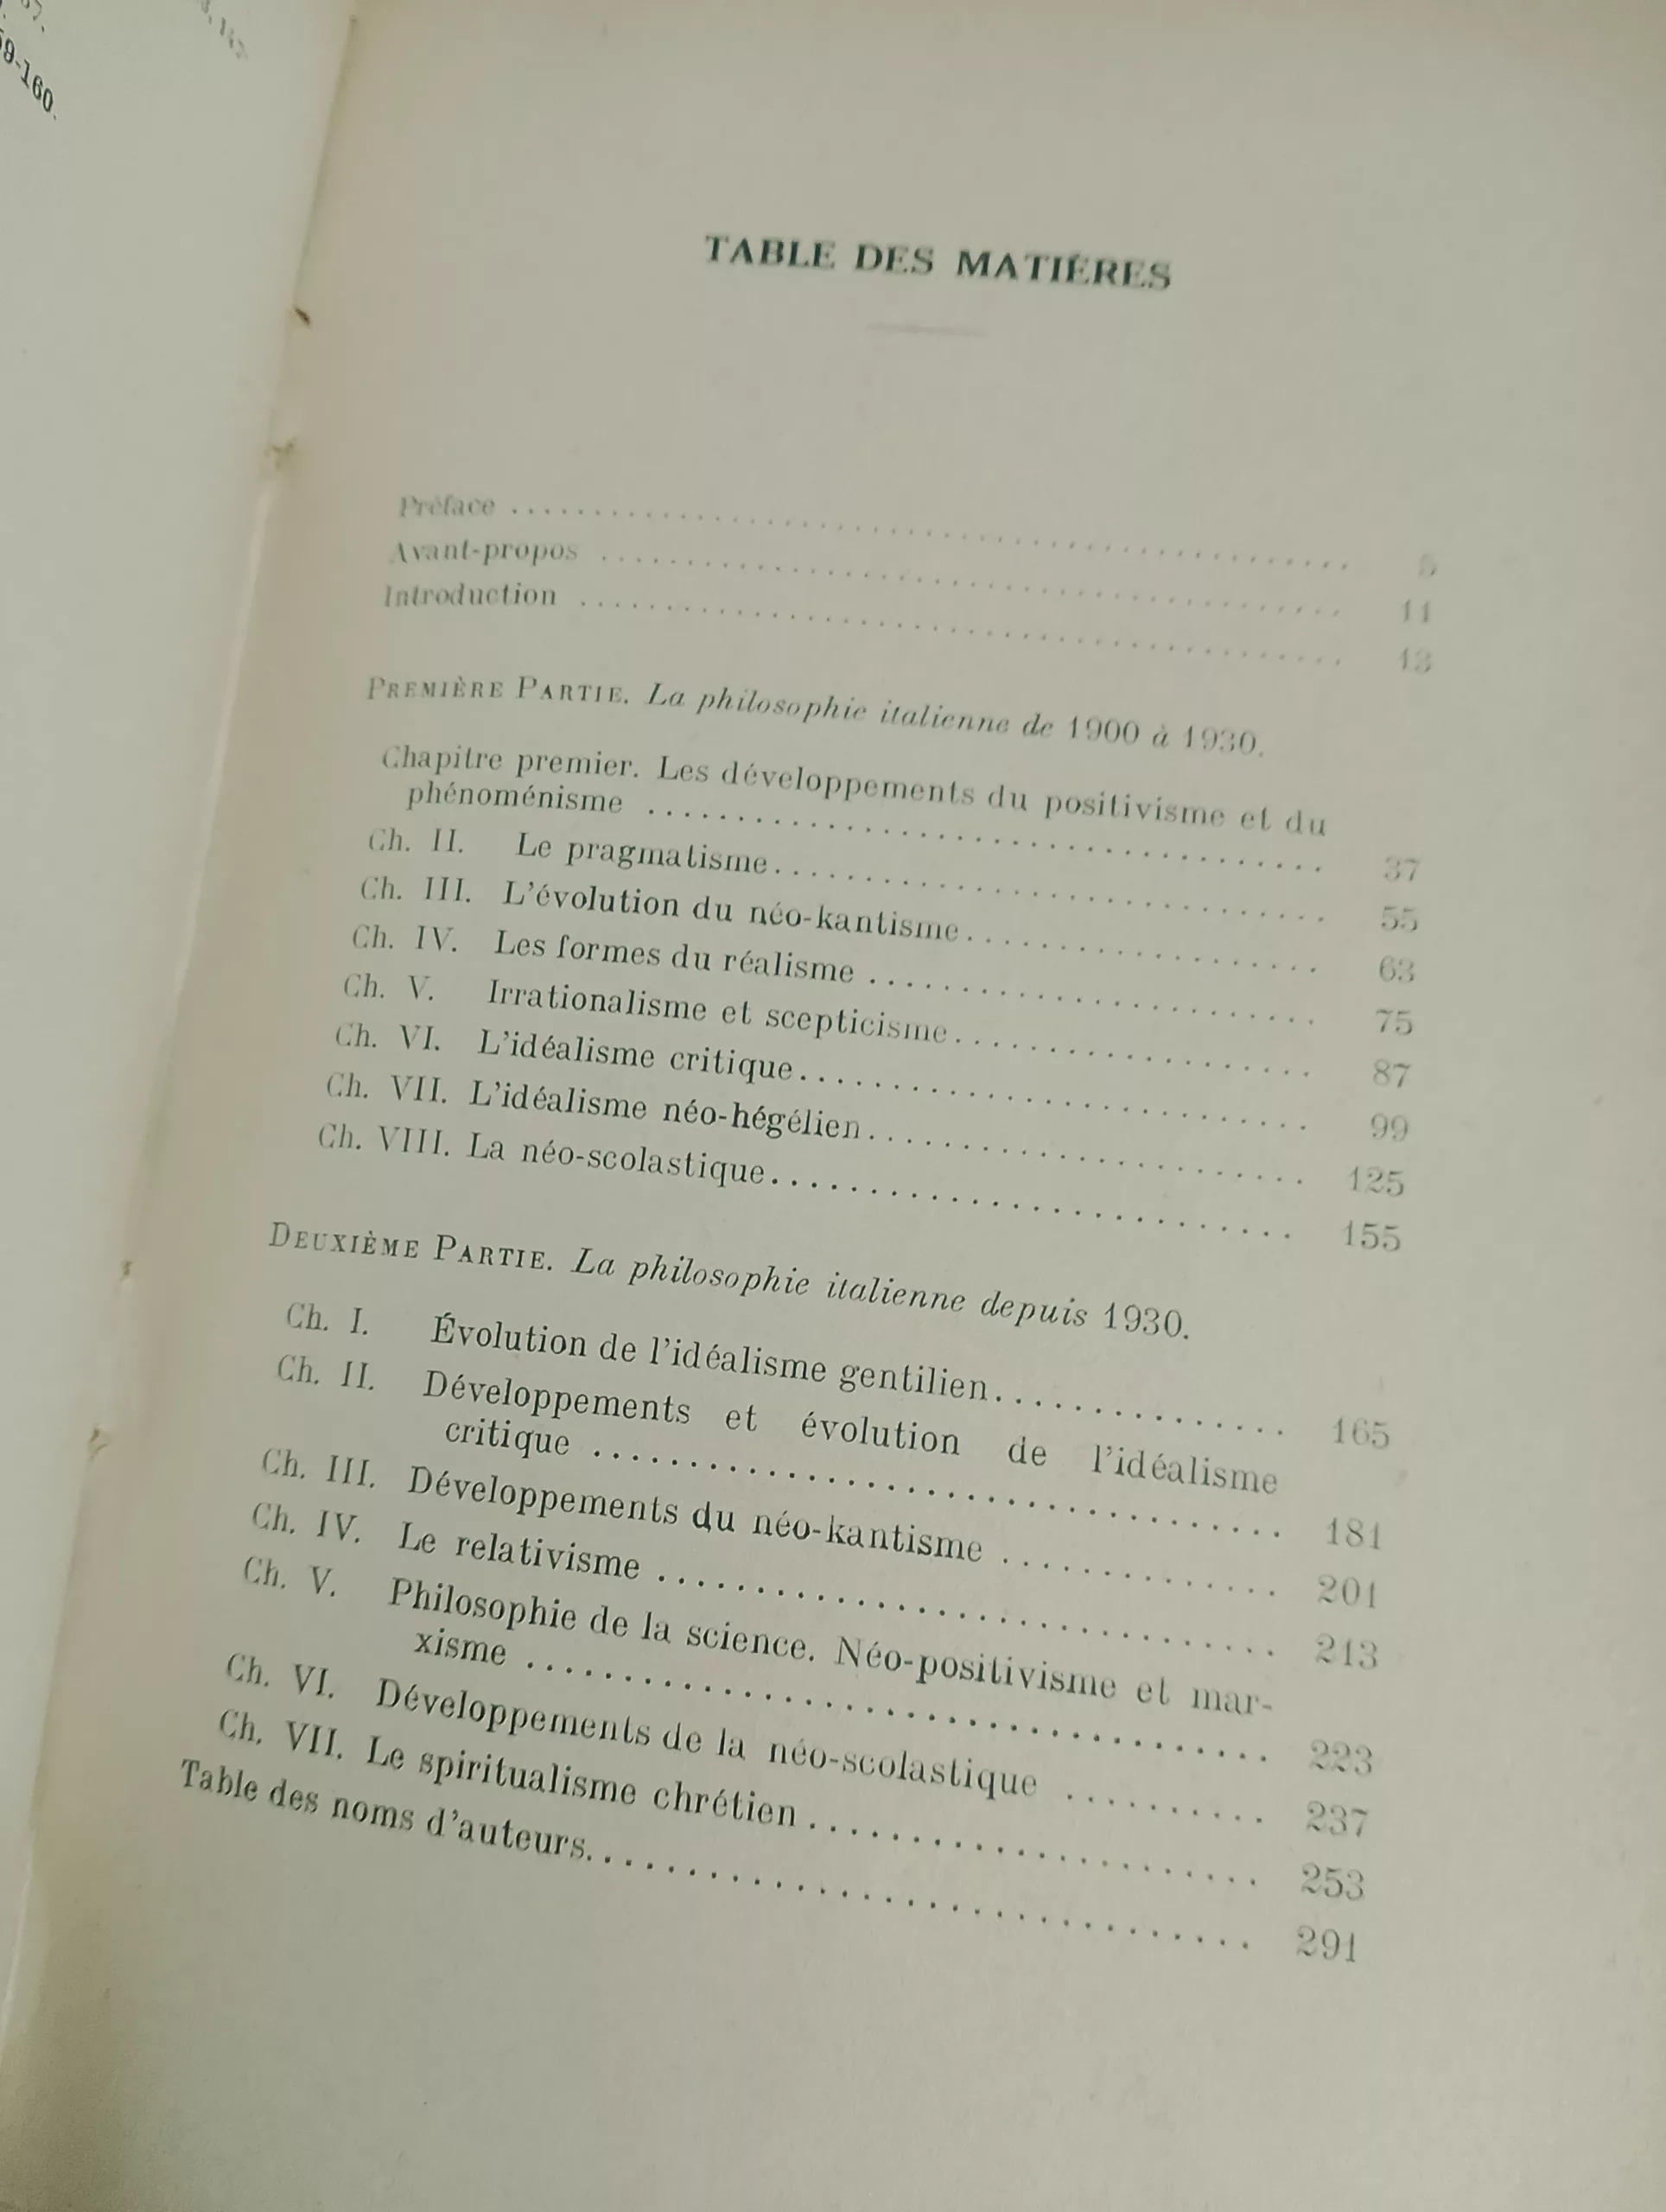 59-160.
TABLE DES MATIÈRES
Préface 5
Avant-propos 11
Introduction 13
PREMIÈRE PARTIE. La philosophie italienne de 1900 à 1930.
Chapitre premier. Les développements du positivisme et du
phénoménisme 37
Ch. II. Le pragmatisme 55
Ch. III. L'évolution du néo-kantisme 63
Ch. IV. Les formes du réalisme 75
Ch. V. Irrationalisme et scepticisme 87
Ch. VI. L'idéalisme critique 99
Ch. VII. L'idéalisme néo-hégélien 125
Ch. VIII. La néo-scolastique 155
DEUXIÈME PARTIE. La philosophie italienne depuis 1930.
Ch. I. Évolution de l'idéalisme gentilien 165
Ch. II. Développements et évolution de l'idéalisme
critique 181
Ch. III. Développements du néo-kantisme 201
Ch. IV. Le relativisme 213
Ch. V. Philosophie de la science. Néo-positivisme et mar-
xisme 223
Ch. VI. Développements de la néo-scolastique 237
Ch. VII. Le spiritualisme chrétien 253
Table des noms d'auteurs 291